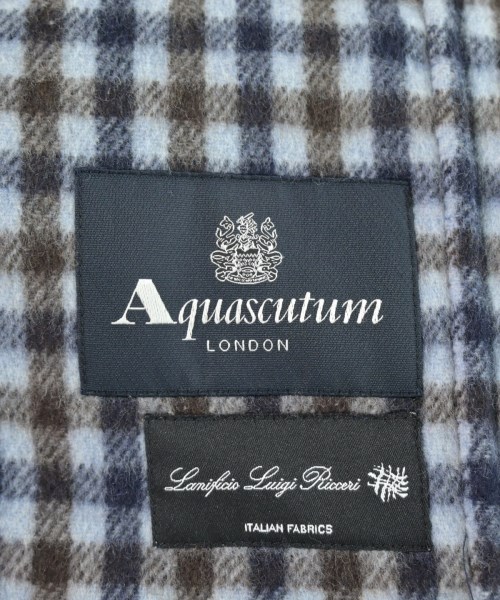 Aquascutum
LONDON
Lanificio Luigi Ricceri
ITALIAN FABRICS